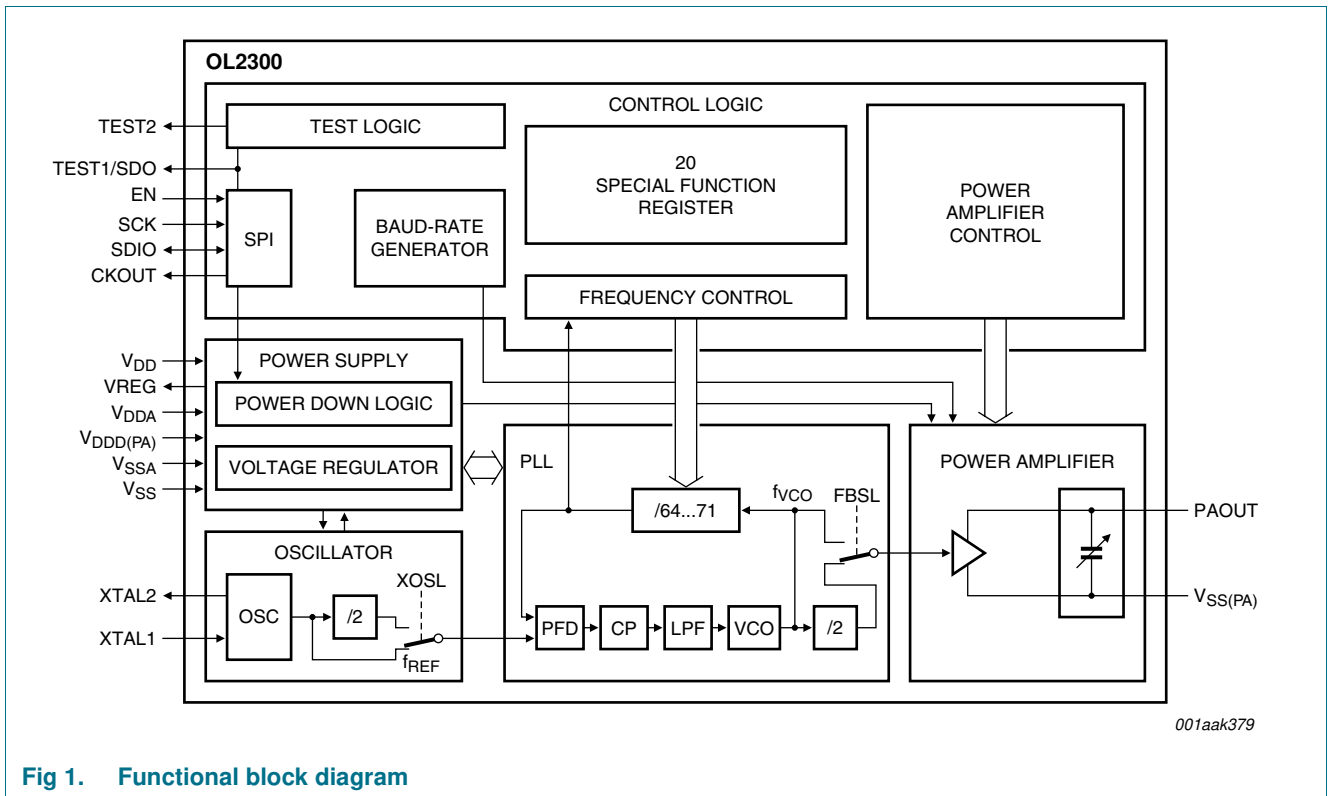 OL2300
CONTROL LOGIC
TEST LOGIC
20
SPECIAL FUNCTION
REGISTER
POWER
AMPLIFIER
CONTROL
SPI
BAUD-RATE
GENERATOR
FREQUENCY CONTROL
TEST2
TEST1/SDO
EN
SCK
SDIO
CKOUT
VDD
VREG
VDDA
VDDD(PA)
VSSA
VSS
POWER SUPPLY
POWER DOWN LOGIC
VOLTAGE REGULATOR
PLL
/64...71
fVCO
FBSL
PFD
CP
LPF
VCO
/2
POWER AMPLIFIER
PAOUT
VSS(PA)
OSCILLATOR
XTAL2
XTAL1
OSC
/2
XOSL
fREF
001aak379
Fig 1. Functional block diagram